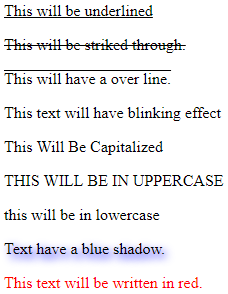 This will be underlined
This will be striked through.
This will have a over line.
This text will have blinking effect
This Will Be Capitalized
THIS WILL BE IN UPPERCASE
this will be in lowercase
Text have a blue shadow.
This text will be written in red.